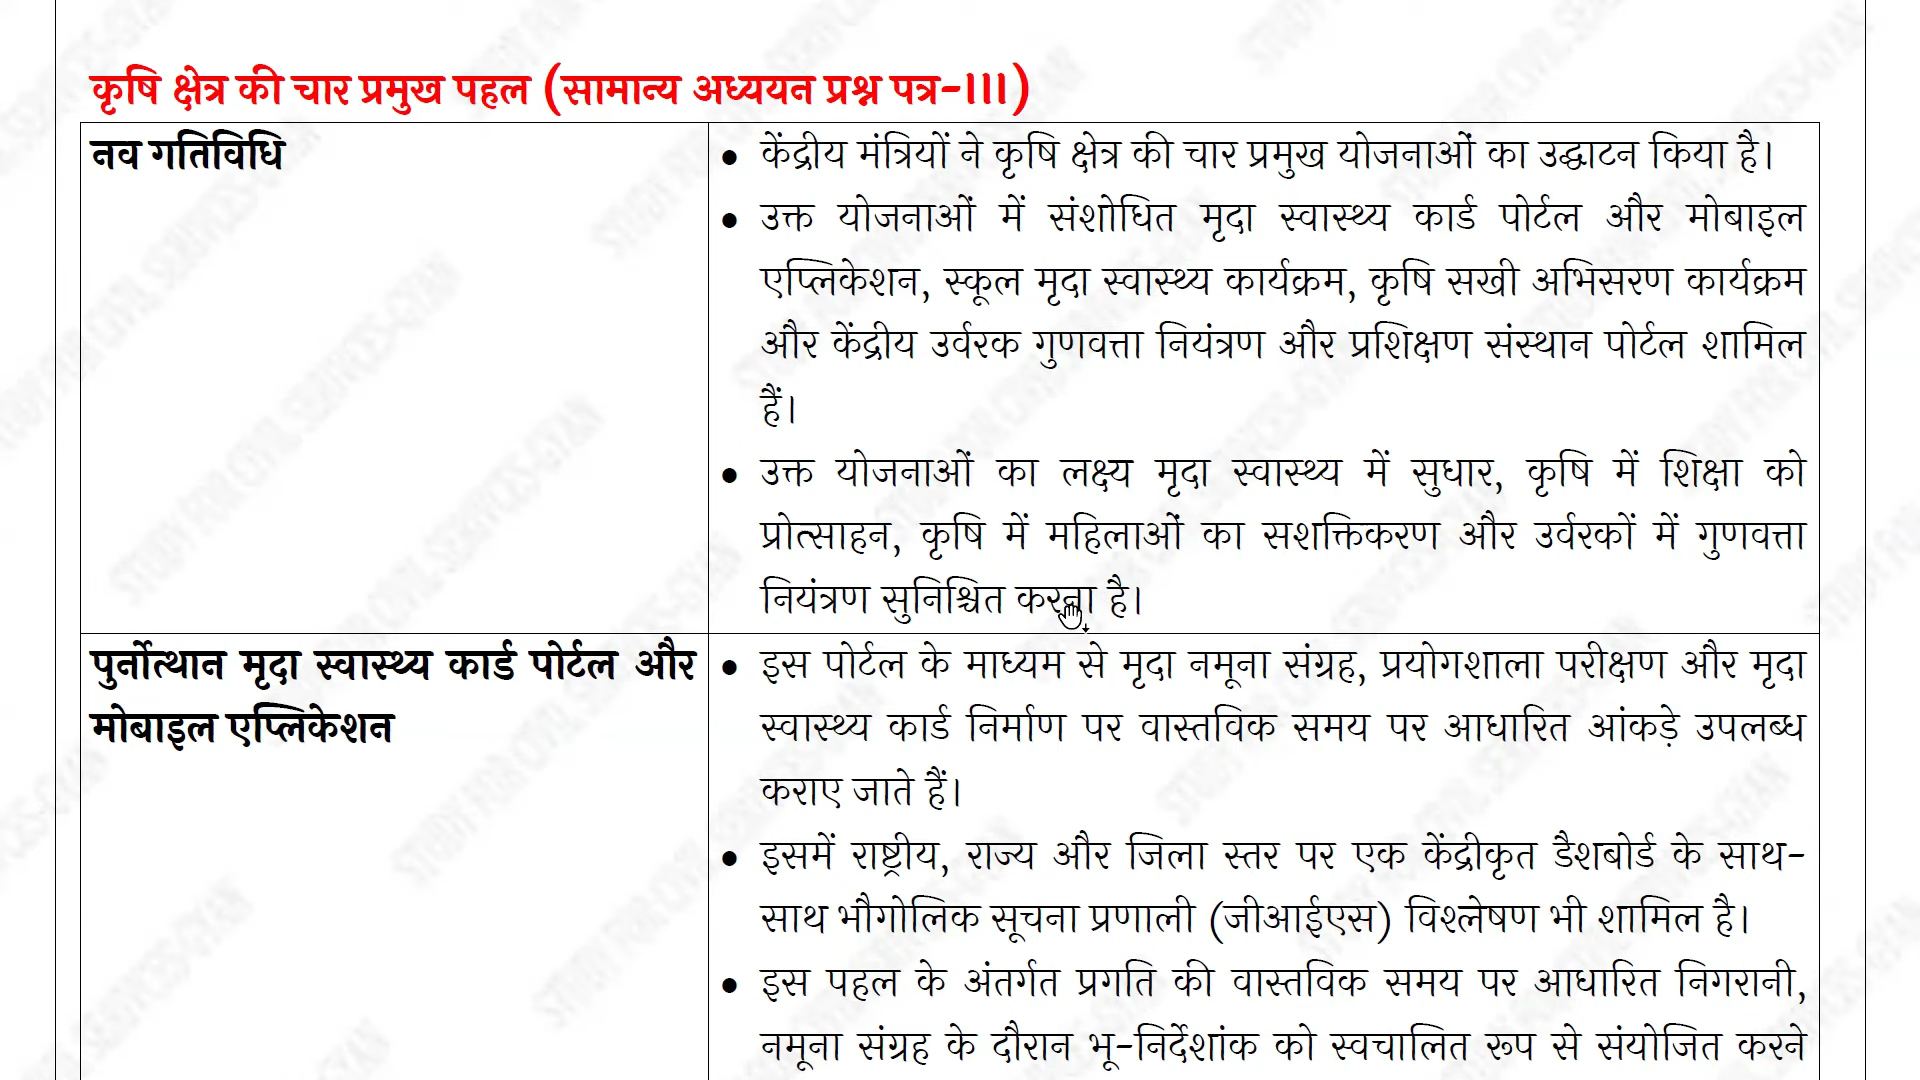 कृषि क्षेत्र की चार प्रमुख पहल (सामान्य अध्ययन प्रश्न पत्र-III)
नव गतिविधि
• केंद्रीय मंत्रियों ने कृषि क्षेत्र की चार प्रमुख योजनाओं का उद्घाटन किया है।
• उक्त योजनाओं में संशोधित मृदा स्वास्थ्य कार्ड पोर्टल और मोबाइल
एप्लिकेशन, स्कूल मृदा स्वास्थ्य कार्यक्रम, कृषि सखी अभिसरण कार्यक्रम
और केंद्रीय उर्वरक गुणवत्ता नियंत्रण और प्रशिक्षण संस्थान पोर्टल शामिल
हैं।
• उक्त योजनाओं का लक्ष्य मृदा स्वास्थ्य में सुधार, कृषि में शिक्षा को
प्रोत्साहन, कृषि में महिलाओं का सशक्तिकरण और उर्वरकों में गुणवत्ता
नियंत्रण सुनिश्चित करना है।
पुर्नोत्थान मृदा स्वास्थ्य कार्ड पोर्टल और
मोबाइल एप्लिकेशन
• इस पोर्टल के माध्यम से मृदा नमूना संग्रह, प्रयोगशाला परीक्षण और मृदा
स्वास्थ्य कार्ड निर्माण पर वास्तविक समय पर आधारित आंकड़े उपलब्ध
कराए जाते हैं।
• इसमें राष्ट्रीय, राज्य और जिला स्तर पर एक केंद्रीकृत डैशबोर्ड के साथ-
साथ भौगोलिक सूचना प्रणाली (जीआईएस) विश्लेषण भी शामिल है।
• इस पहल के अंतर्गत प्रगति की वास्तविक समय पर आधारित निगरानी,
नमूना संग्रह के दौरान भू-निर्देशांक को स्वचालित रूप से संयोजित करने
STUDY FOR CIVIL SERVICES-GYAN